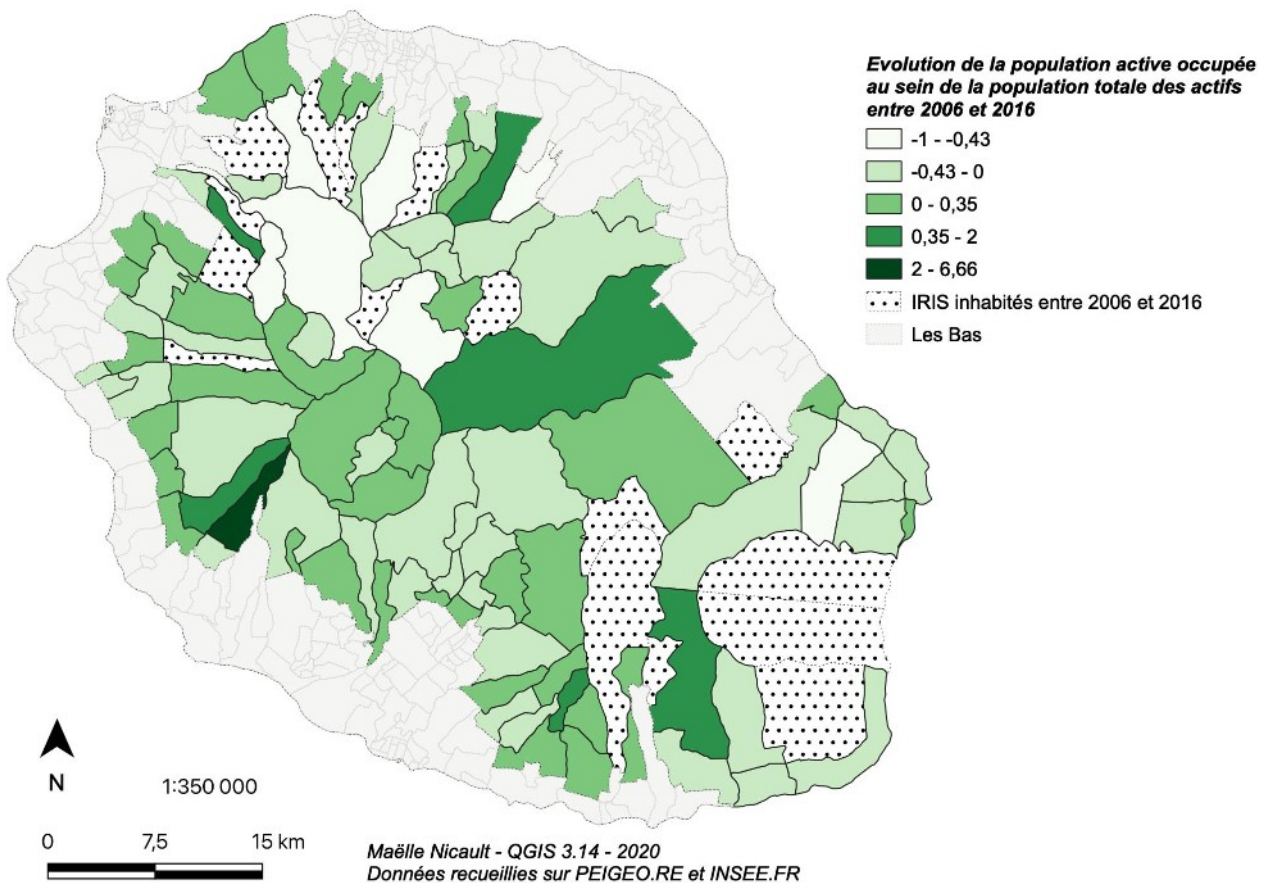 Evolution de la population active occupée
au sein de la population totale des actifs
entre 2006 et 2016
-1 - -0,43
-0,43 - 0
0 - 0,35
0,35 - 2
2 - 6,66
IRIS inhabités entre 2006 et 2016
Les Bas
N
1:350 000
0 7,5 15 km
Maëlle Nicault - QGIS 3.14 - 2020
Données recueillies sur PEIGEO.RE et INSEE.FR